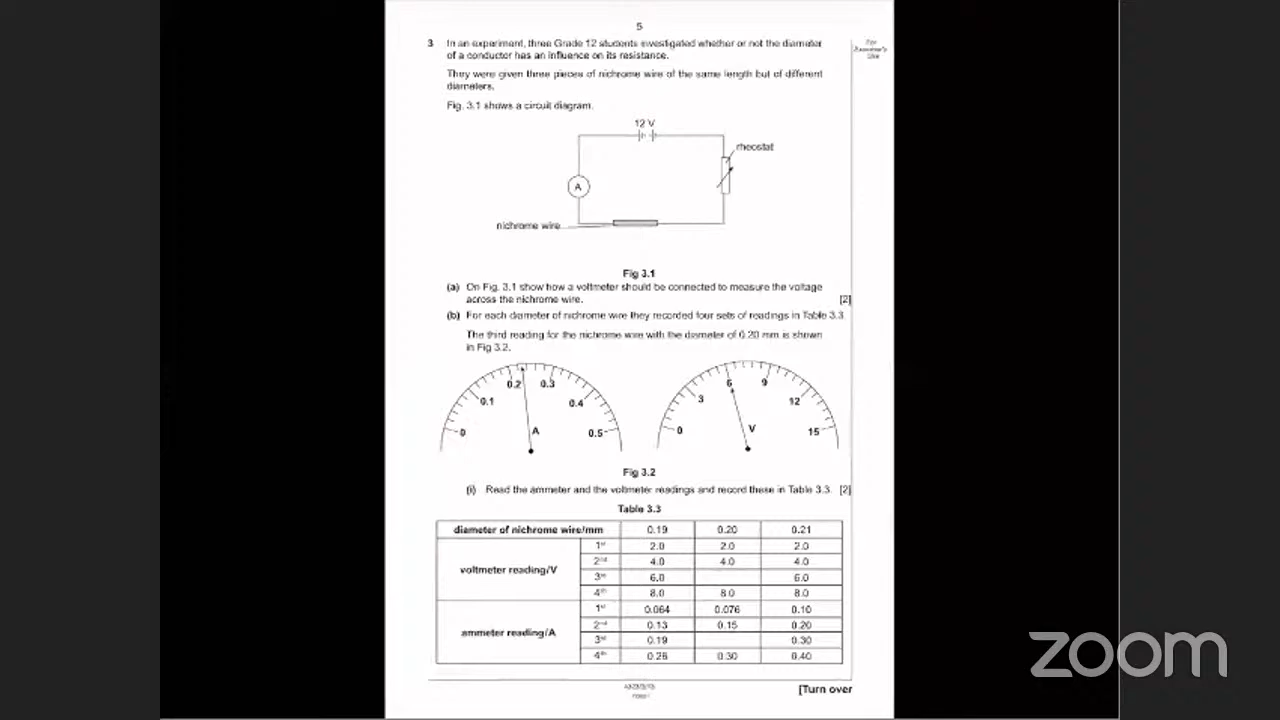 5
3 In an experiment, three Grade 12 students investigated whether or not the diameter
of a conductor has an influence on its resistance.
For
Examiner's
Use
They were given three pieces of nichrome wire of the same length but of different
diameters.
Fig. 3.1 shows a circuit diagram.
12 V
rheostat
A
nichrome wire
Fig 3.1
(a) On Fig. 3.1 show how a voltmeter should be connected to measure the voltage
across the nichrome wire. [2]
(b) For each diameter of nichrome wire they recorded four sets of readings in Table 3.3.
The third reading for the nichrome wire with the diameter of 0.20 mm is shown
in Fig 3.2.
0 0.1 0.2 0.3 0.4 0.5 A
0 3 6 9 12 15 V
Fig 3.2
(i) Read the ammeter and the voltmeter readings and record these in Table 3.3. [2]
Table 3.3
diameter of nichrome wire/mm 0.19 0.20 0.21
voltmeter reading/V
1st 2.0 2.0 2.0
2nd 4.0 4.0 4.0
3rd 6.0 6.0
4th 8.0 8.0 8.0
ammeter reading/A
1st 0.064 0.076 0.10
2nd 0.13 0.15 0.20
3rd 0.19 0.30
4th 0.26 0.30 0.40
[Turn over
zoom